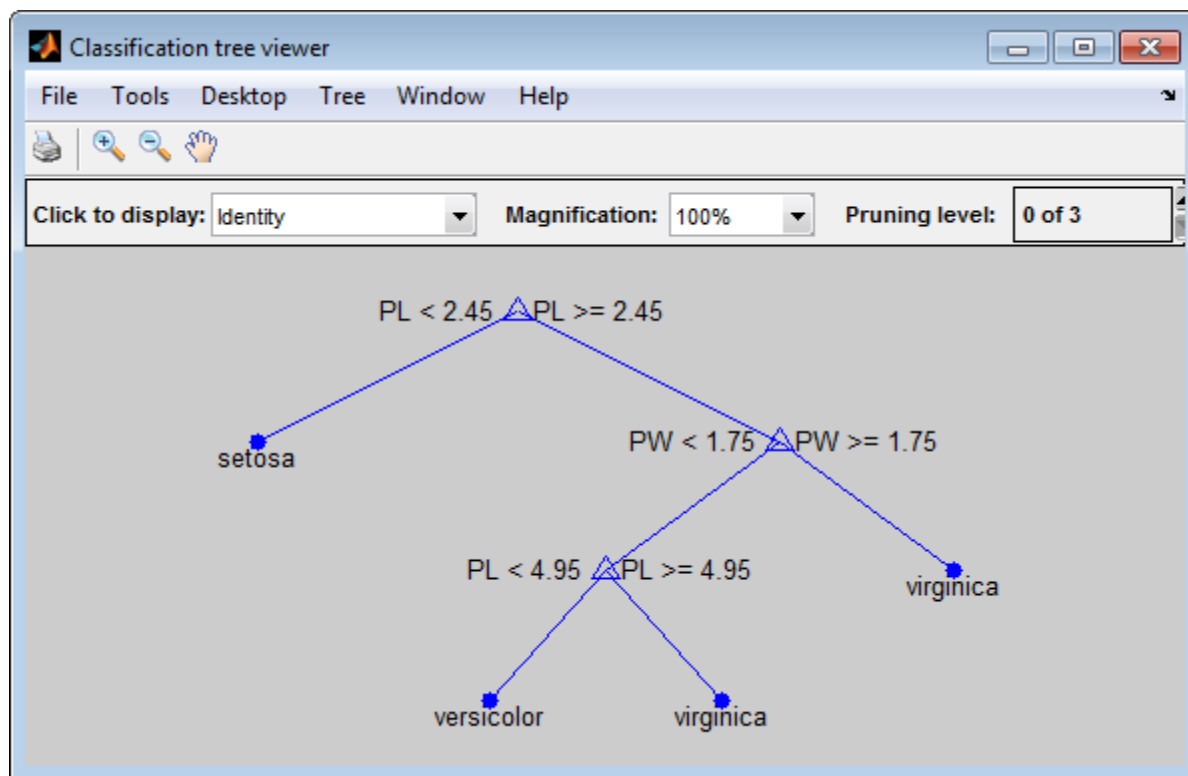 Classification tree viewer
File Tools Desktop Tree Window Help
Click to display: Identity Magnification: 100% Pruning level: 0 of 3
PL < 2.45 PL >= 2.45
setosa
PW < 1.75 PW >= 1.75
PL < 4.95 PL >= 4.95
virginica
versicolor virginica